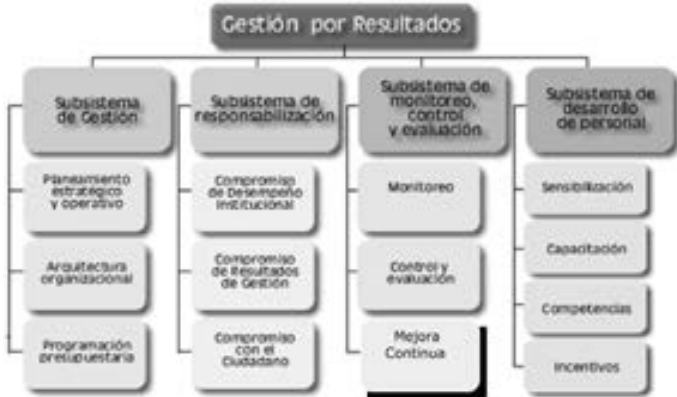 Gestión por Resultados
Subsistema
de Gestión
Planeamiento
estratégico
y operativo
Arquitectura
organizacional
Programación
presupuestaria
Subsistema de
responsabilización
Compromiso
de Desempeño
Institucional
Compromiso
de Resultados
de Gestión
Compromiso
con el
Ciudadano
Subsistema de
monitoreo,
control
y evaluación
Monitoreo
Control y
evaluación
Mejora
Continua
Subsistema de
desarrollo
de personal
Sensibilización
Capacitación
Competencias
Incentivos